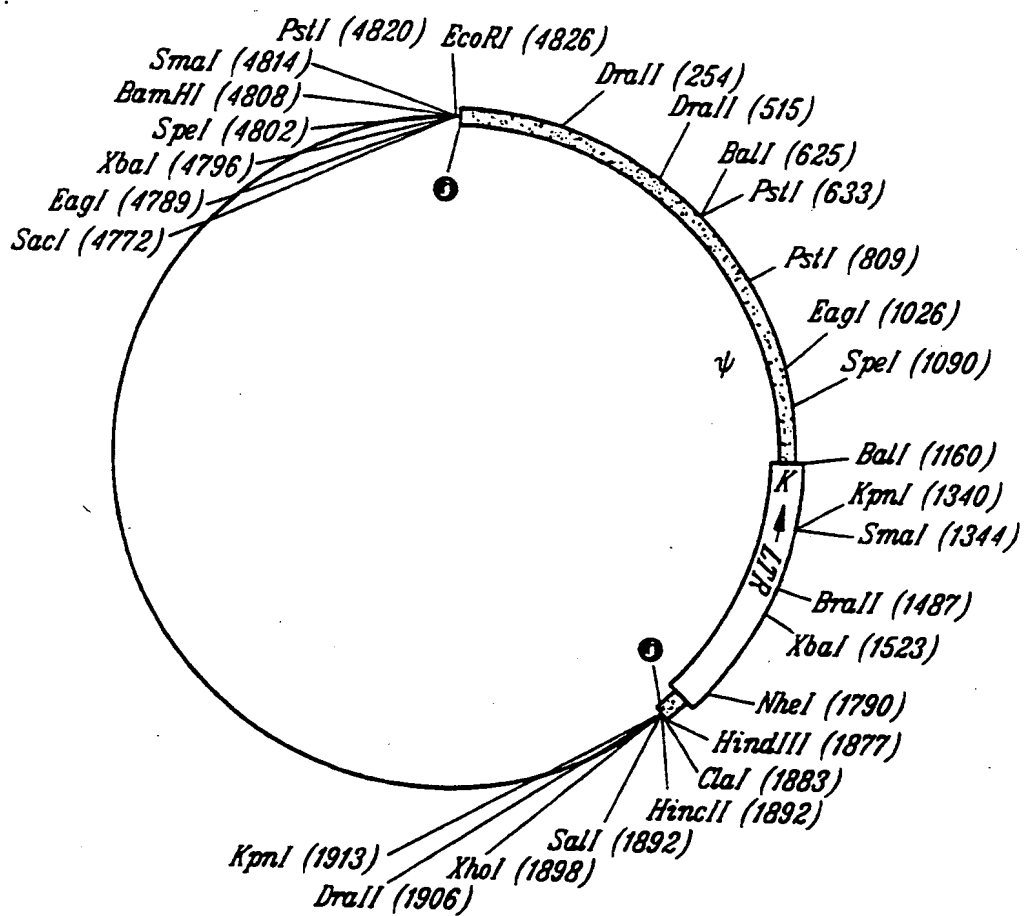 PstI (4820) EcoRI (4826)
SmaI (4814)
BamHI (4808)
SpeI (4802)
XbaI (4796)
EagI (4789)
SacI (4772)
j
DraII (254)
DraII (515)
BalI (625)
PstI (633)
PstI (809)
EagI (1026)
ψ
SpeI (1090)
BalI (1160)
K
KpnI (1340)
SmaI (1344)
LTR
BraII (1487)
XbaI (1523)
j
NheI (1790)
HindIII (1877)
ClaI (1883)
HincII (1892)
SalI (1892)
XhoI (1898)
KpnI (1913)
DraII (1906)